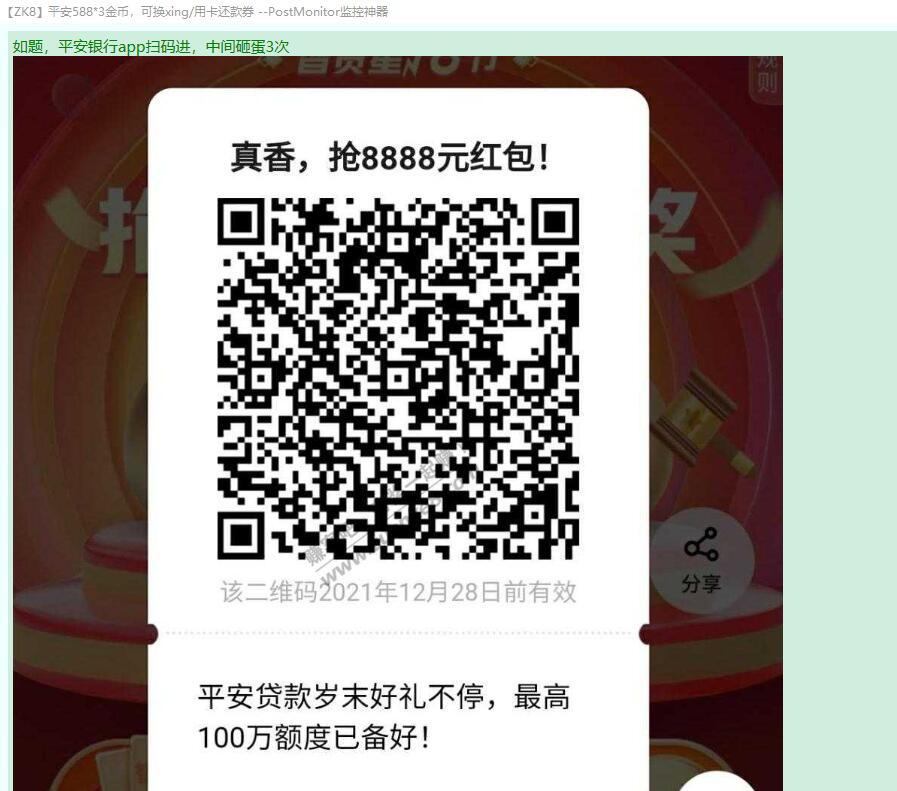 【ZK8】平安588*3金币，可换xing/用卡还款券 --PostMonitor监控神器
如题，平安银行app扫码进，中间砸蛋3次
规
则
真香，抢8888元红包！
抢
奖
分享
该二维码2021年12月28日前有效
平安贷款岁末好礼不停，最高
100万额度已备好！